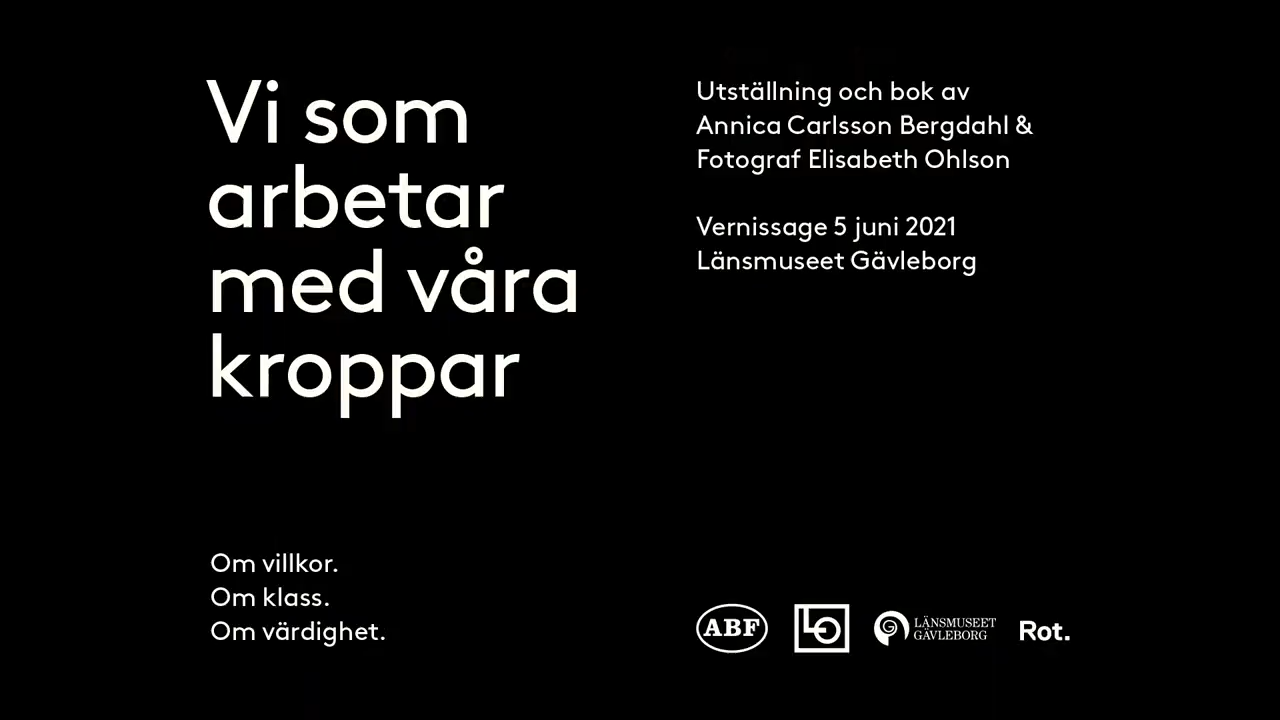 Vi som
arbetar
med våra
kroppar
Utställning och bok av
Annica Carlsson Bergdahl &
Fotograf Elisabeth Ohlson
Vernissage 5 juni 2021
Länsmuseet Gävleborg
Om villkor.
Om klass.
Om värdighet.
ABF
LO
G
LÄNSMUSEET
GÄVLEBORG
Rot.